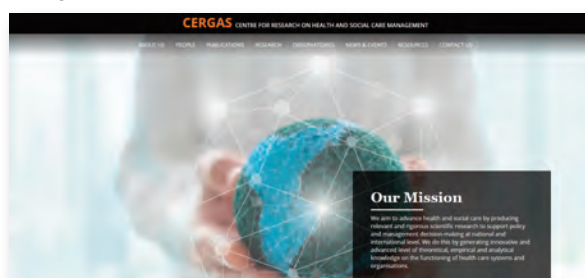 CERGAS CENTRE FOR RESEARCH ON HEALTH AND SOCIAL CARE MANAGEMENT
ABOUT US PEOPLE PUBLICATIONS RESEARCH OBSERVATORIES NEWS & EVENTS RESOURCES CONTACT US
Our Mission
We aim to advance health and social care by producing
relevant and rigorous scientific research to support policy
and management decision-making at national and
international level. We do this by generating innovative and
advanced level of theoretical, empirical and analytical
knowledge on the functioning of health care systems and
organisations.